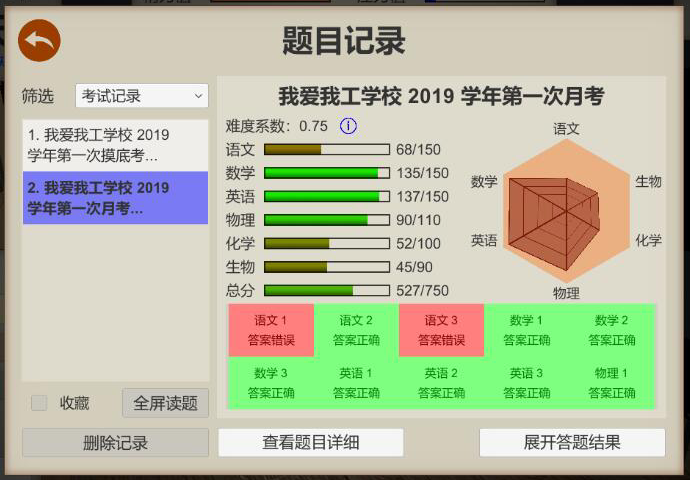 题目记录
筛选
考试记录
1. 我爱我工学校 2019
学年第一次摸底考...
2. 我爱我工学校 2019
学年第一次月考...
收藏
全屏读题
删除记录
我爱我工学校 2019 学年第一次月考
难度系数： 0.75
语文 68/150
数学 135/150
英语 137/150
物理 90/110
化学 52/100
生物 45/90
总分 527/750
语文
数学
生物
英语
化学
物理
语文 1 语文 2 语文 3 数学 1 数学 2
答案错误 答案正确 答案错误 答案正确 答案正确
数学 3 英语 1 英语 2 英语 3 物理 1
答案正确 答案正确 答案正确 答案正确 答案正确
查看题目详细
展开答题结果